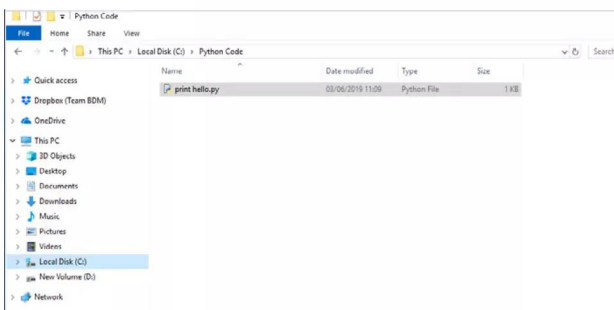 Python Code
File Home Share View
This PC Local Disk (C:) Python Code Search
Name Date modified Type Size
print hello.py 03/06/2019 11:09 Python File 1 KB
Quick access
Dropbox (Team BDM)
OneDrive
This PC
3D Objects
Desktop
Documents
Downloads
Music
Pictures
Videos
Local Disk (C:)
New Volume (D:)
Network